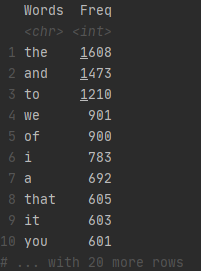 Words Freq
<chr> <int>
1 the 1608
2 and 1473
3 to 1210
4 we 901
5 of 900
6 i 783
7 a 692
8 that 605
9 it 603
10 you 601
# ... with 20 more rows